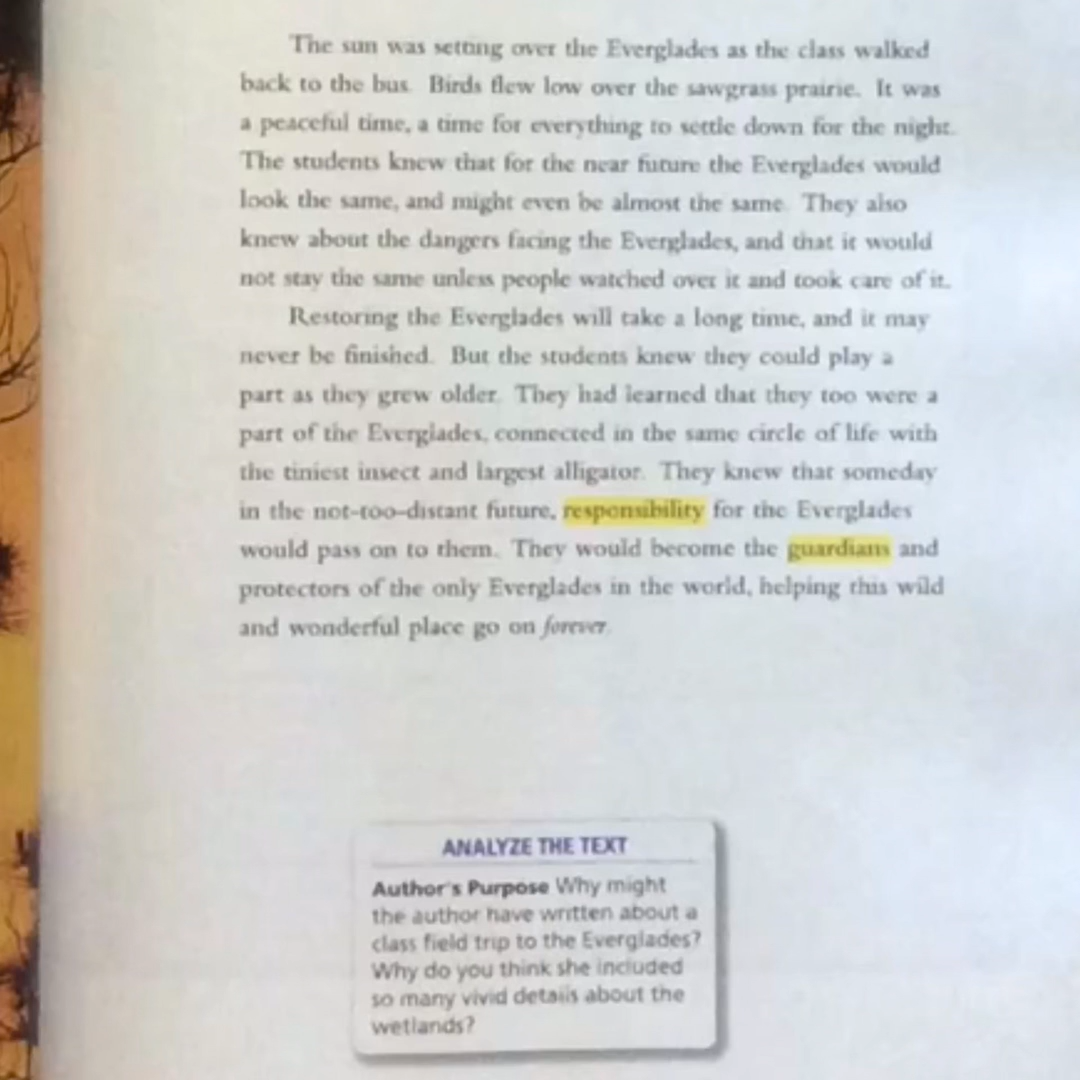 The sun was setting over the Everglades as the class walked
back to the bus. Birds flew low over the sawgrass prairie. It was
a peaceful time, a time for everything to settle down for the night.
The students knew that for the near future the Everglades would
look the same, and might even be almost the same. They also
knew about the dangers facing the Everglades, and that it would
not stay the same unless people watched over it and took care of it.
Restoring the Everglades will take a long time, and it may
never be finished. But the students knew they could play a
part as they grew older. They had learned that they too were a
part of the Everglades, connected in the same circle of life with
the tiniest insect and largest alligator. They knew that someday
in the not-too-distant future, responsibility for the Everglades
would pass on to them. They would become the guardians and
protectors of the only Everglades in the world, helping this wild
and wonderful place go on forever.
ANALYZE THE TEXT
Author's Purpose Why might
the author have written about a
class field trip to the Everglades?
Why do you think she included
so many vivid details about the
wetlands?